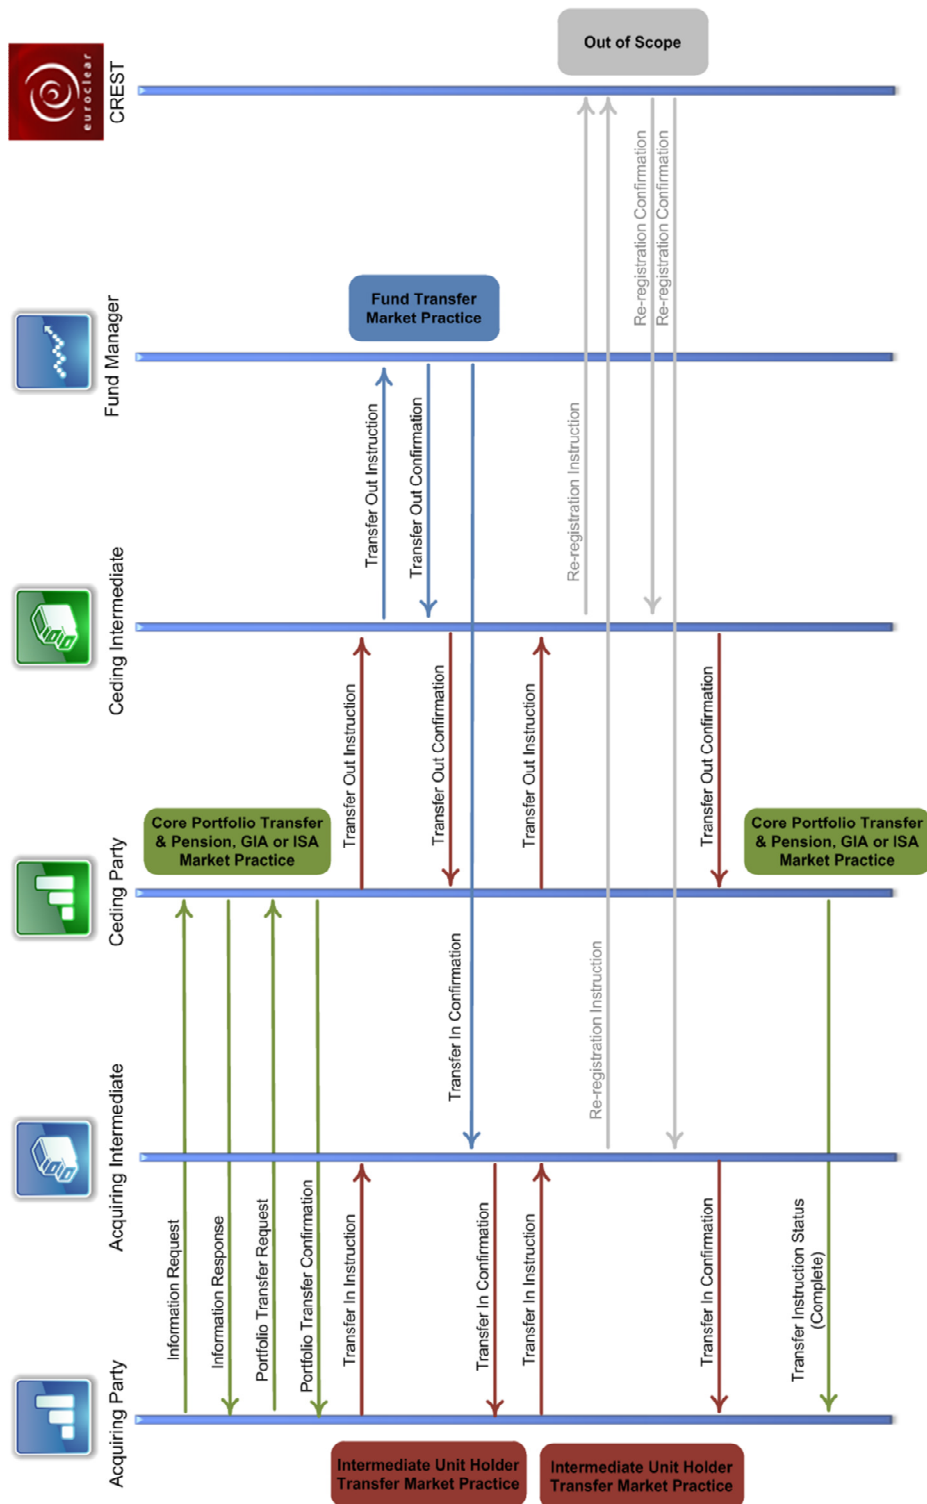 Acquiring Party
Acquiring Intermediate
Ceding Party
Ceding Intermediate
Fund Manager
euroclear
CREST
Core Portfolio Transfer
& Pension, GIA or ISA
Market Practice
Information Request
Information Response
Portfolio Transfer Request
Portfolio Transfer Confirmation
Intermediate Unit Holder
Transfer Market Practice
Transfer In Instruction
Transfer Out Instruction
Fund Transfer
Market Practice
Transfer Out Instruction
Transfer Out Confirmation
Transfer Out Confirmation
Transfer In Confirmation
Transfer In Confirmation
Intermediate Unit Holder
Transfer Market Practice
Transfer In Instruction
Transfer Out Instruction
Out of Scope
Re-registration Instruction
Re-registration Instruction
Re-registration Confirmation
Re-registration Confirmation
Transfer In Confirmation
Transfer Out Confirmation
Core Portfolio Transfer
& Pension, GIA or ISA
Market Practice
Transfer Instruction Status
(Complete)